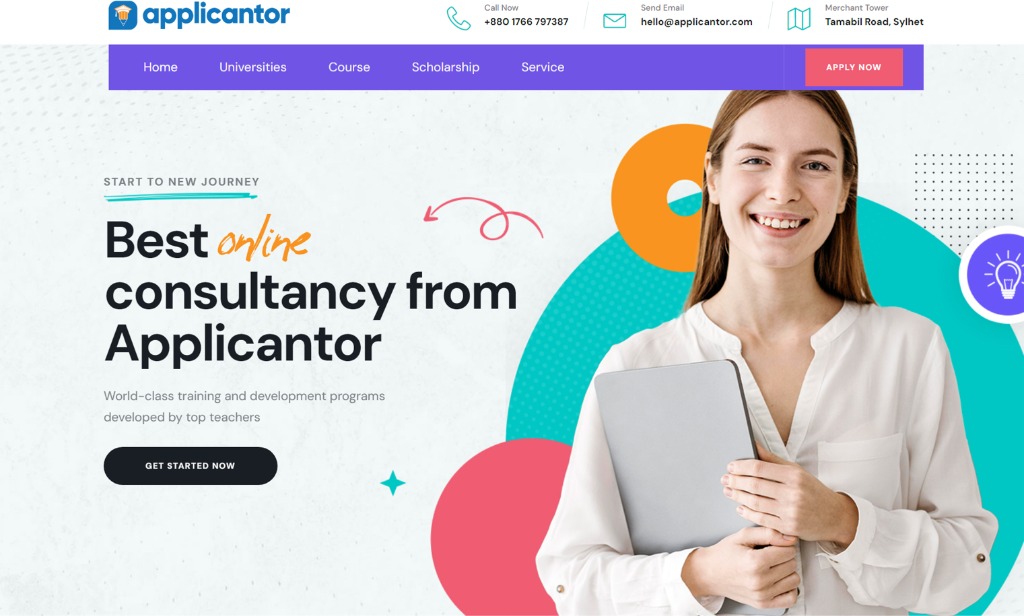 applicantor
Call Now
+880 1766 797387
Send Email
hello@applicantor.com
Merchant Tower
Tamabil Road, Sylhet
Home Universities Course Scholarship Service APPLY NOW
START TO NEW JOURNEY
Best online
consultancy from
Applicantor
World-class training and development programs
developed by top teachers
GET STARTED NOW